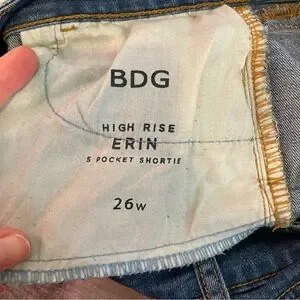 BDG
HIGH RISE
ERIN
5 POCKET SHORTIE
26W